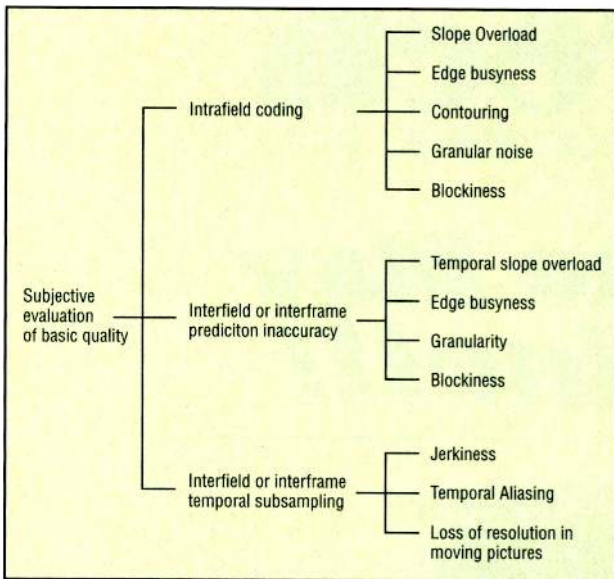 Slope Overload
Edge busyness
Intrafield coding
Contouring
Granular noise
Blockiness
Temporal slope overload
Subjective
evaluation
of basic quality
Interfield or interframe
prediciton inaccuracy
Edge busyness
Granularity
Blockiness
Interfield or interframe
temporal subsampling
Jerkiness
Temporal Aliasing
Loss of resolution in
moving pictures